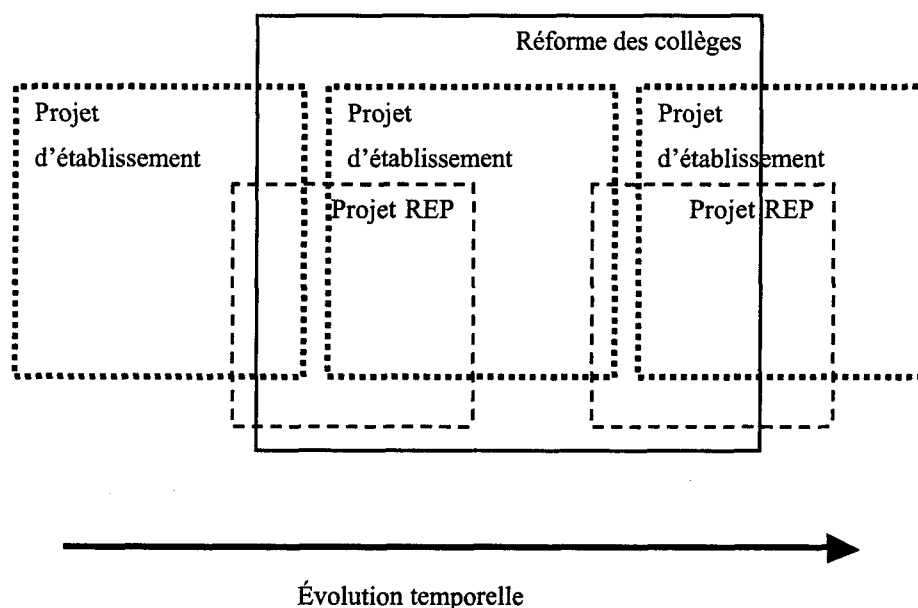 Réforme des collèges
Projet
d'établissement
Projet
d'établissement
Projet
d'établissement
Projet REP
Projet REP
Évolution temporelle